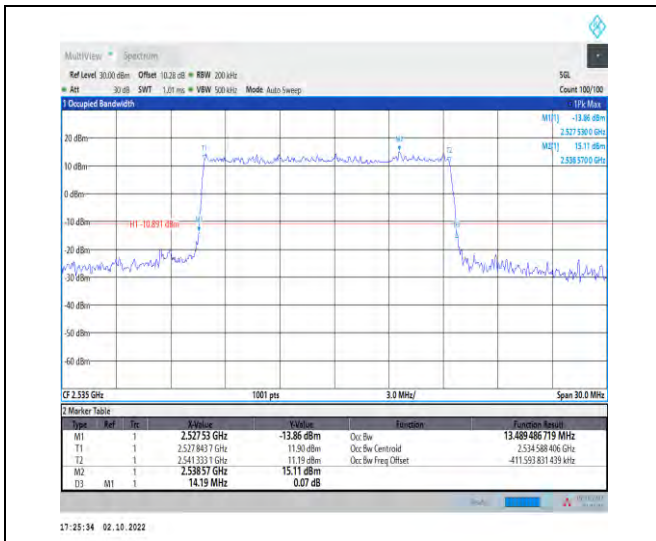 MultiView Spectrum
Ref Level 30.00 dBm Offset 10.28 dB RBW 200 kHz SGL
Att 30 dB SWT 1.01 ms VBW 500 kHz Mode Auto Sweep Count 100/100
1 Occupied Bandwidth 1Pk Max
M1[1] -13.86 dBm
2.527 530 0 GHz
M2[1] 15.11 dBm
2.538 570 0 GHz
20 dBm
T1 M2 T2
10 dBm
0 dBm
-10 dBm
H1 -10.891 dBm
M1
-20 dBm
-30 dBm
-40 dBm
-50 dBm
-60 dBm
CF 2.535 GHz 1001 pts 3.0 MHz/ Span 30.0 MHz
2 Marker Table
Type Ref Trc X-Value Y-Value Function Function Result
M1 1 2.527 53 GHz -13.86 dBm Occ Bw 13.489 486 719 MHz
T1 1 2.527 843 7 GHz 11.90 dBm Occ Bw Centroid 2.534 588 406 GHz
T2 1 2.541 333 1 GHz 11.19 dBm Occ Bw Freq Offset -411.593 831 439 kHz
M2 1 2.538 57 GHz 15.11 dBm
D3 M1 1 14.19 MHz 0.07 dB
17:25:34 02.10.2022